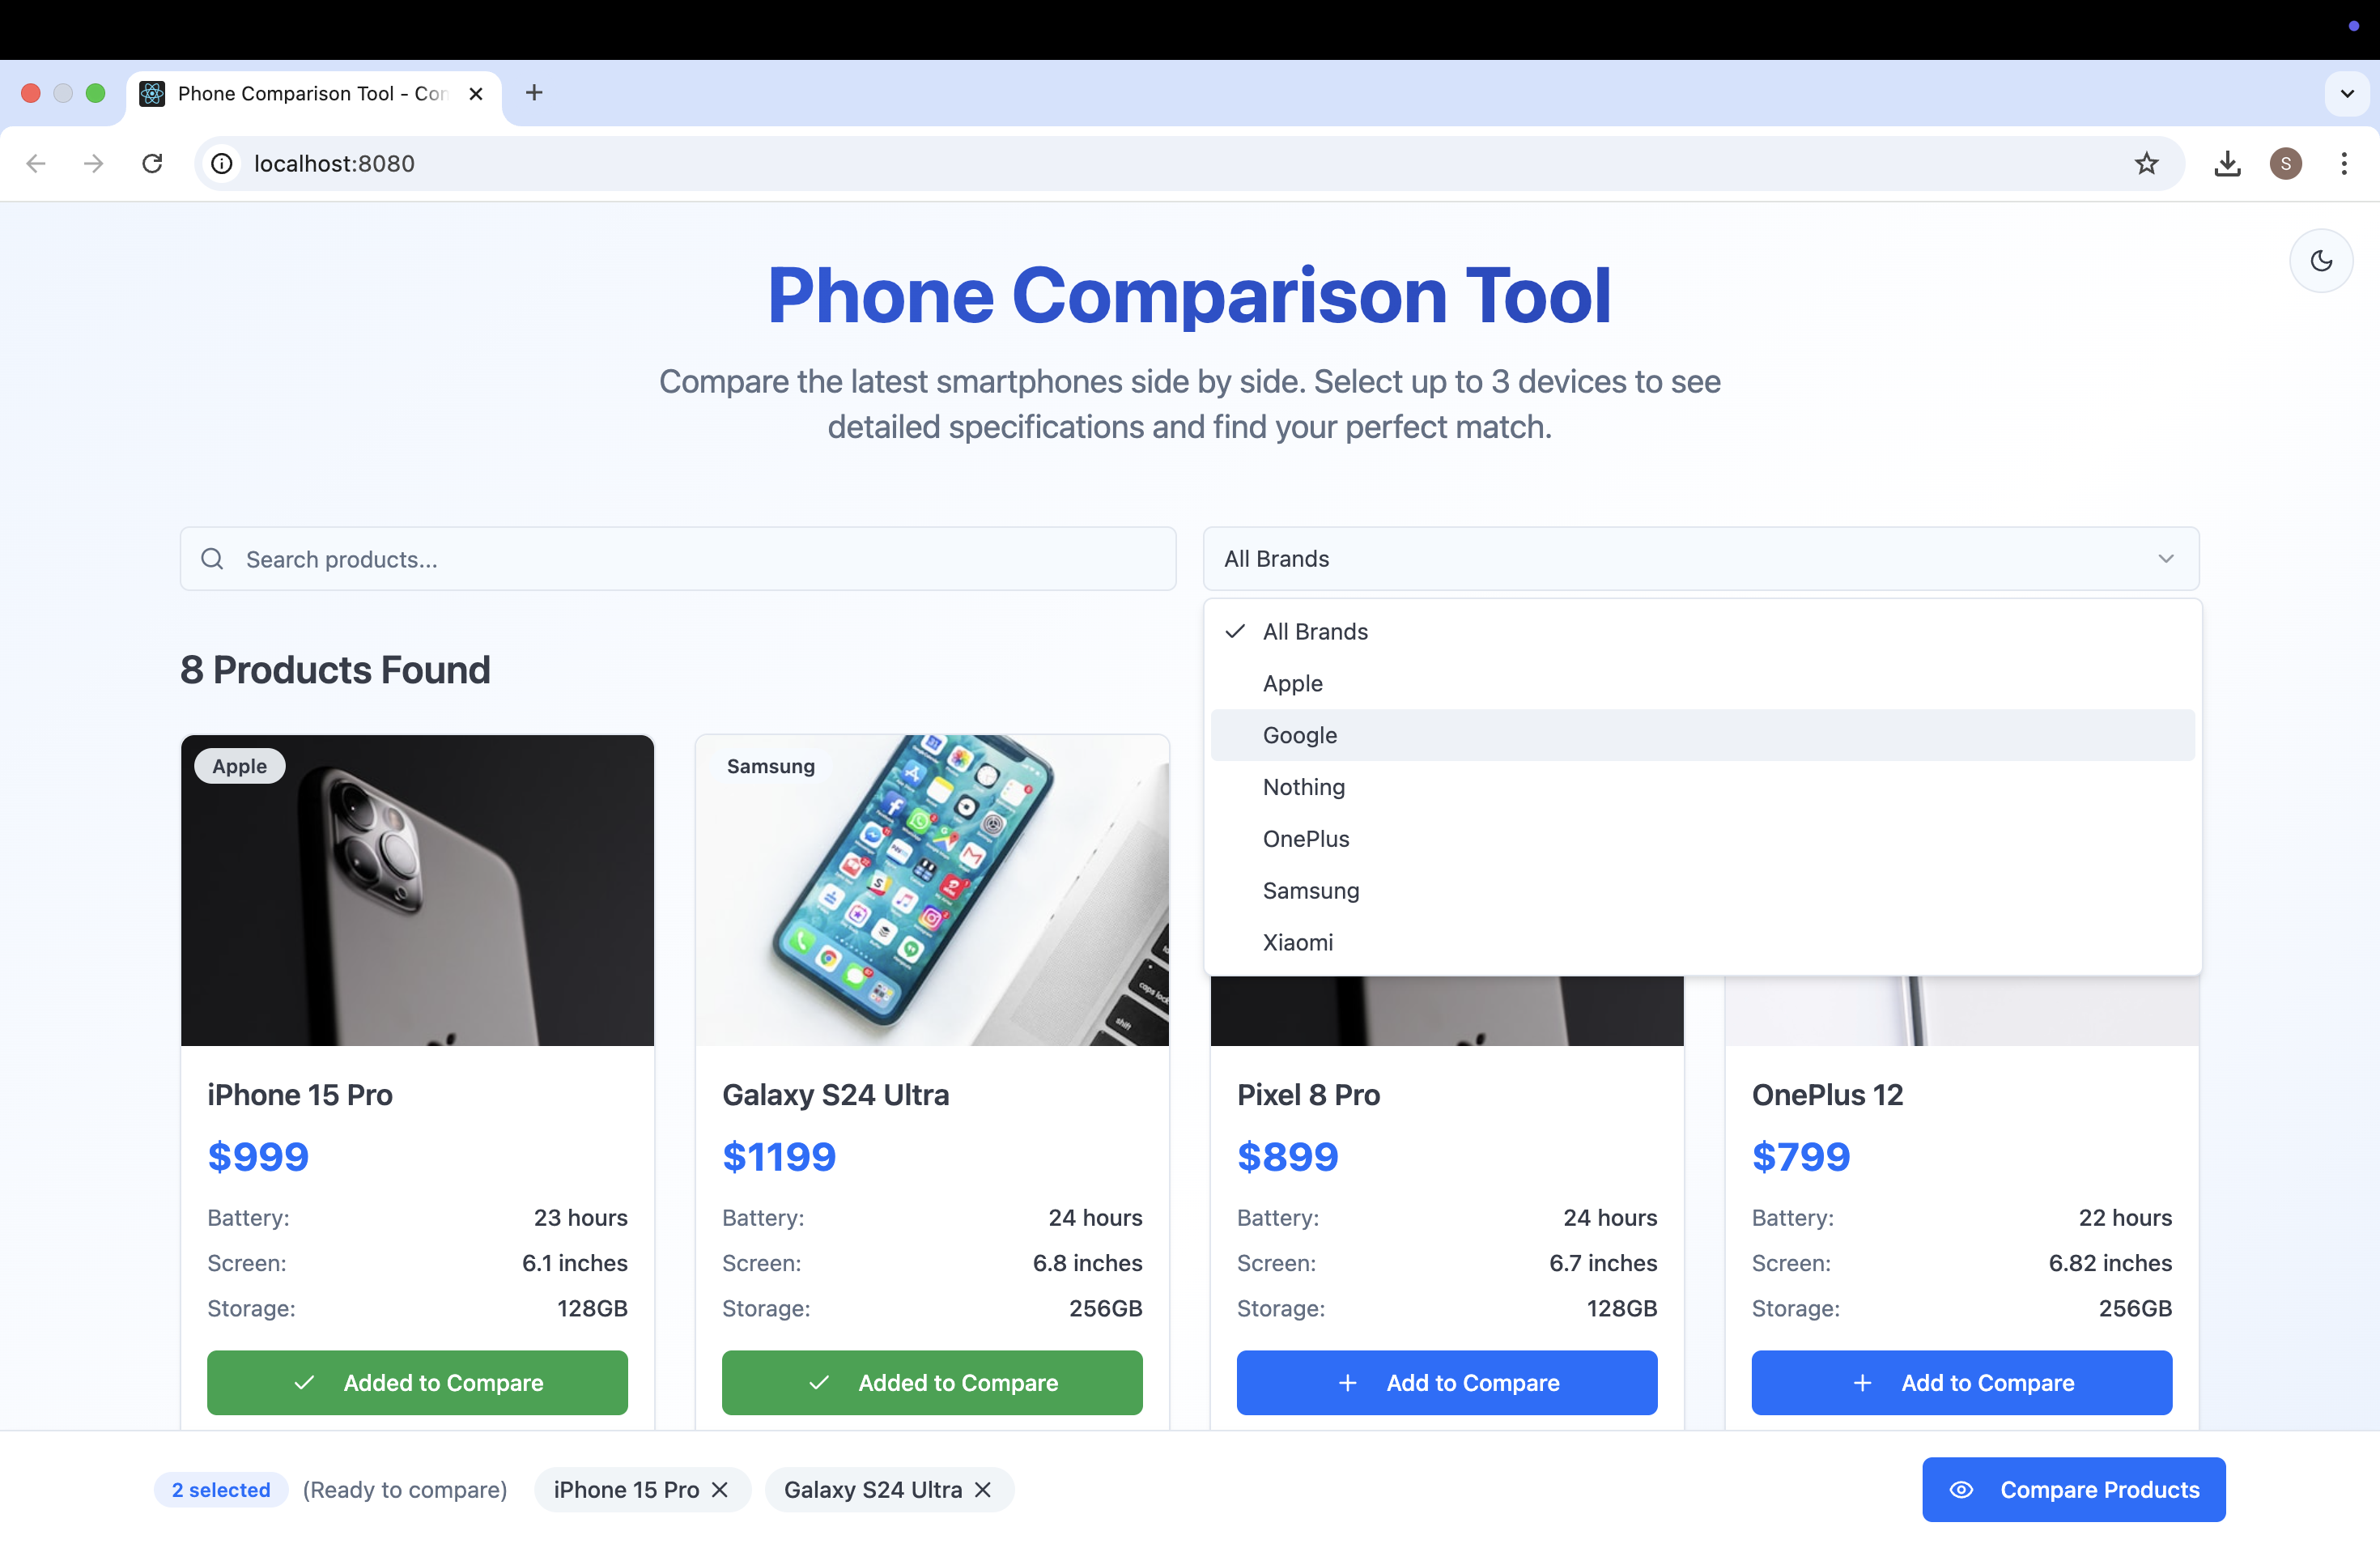 Phone Comparison Tool - Con
localhost:8080
S
Phone Comparison Tool
Compare the latest smartphones side by side. Select up to 3 devices to see
detailed specifications and find your perfect match.
Search products...
All Brands
All Brands
Apple
Google
Nothing
OnePlus
Samsung
Xiaomi
8 Products Found
Apple
Samsung
caps lock
shift
iPhone 15 Pro
$999
Battery: 23 hours
Screen: 6.1 inches
Storage: 128GB
Added to Compare
Galaxy S24 Ultra
$1199
Battery: 24 hours
Screen: 6.8 inches
Storage: 256GB
Added to Compare
Pixel 8 Pro
$899
Battery: 24 hours
Screen: 6.7 inches
Storage: 128GB
Add to Compare
OnePlus 12
$799
Battery: 22 hours
Screen: 6.82 inches
Storage: 256GB
Add to Compare
2 selected (Ready to compare) iPhone 15 Pro Galaxy S24 Ultra
Compare Products